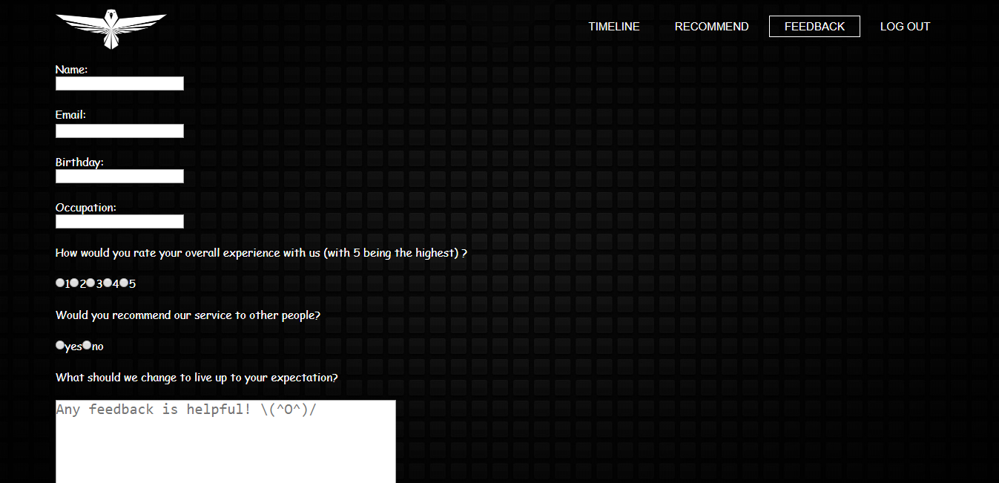 TIMELINE RECOMMEND FEEDBACK LOG OUT
Name:
Email:
Birthday:
Occupation:
How would you rate your overall experience with us (with 5 being the highest) ?
1 2 3 4 5
Would you recommend our service to other people?
yes no
What should we change to live up to your expectation?
Any feedback is helpful! \(^O^)/